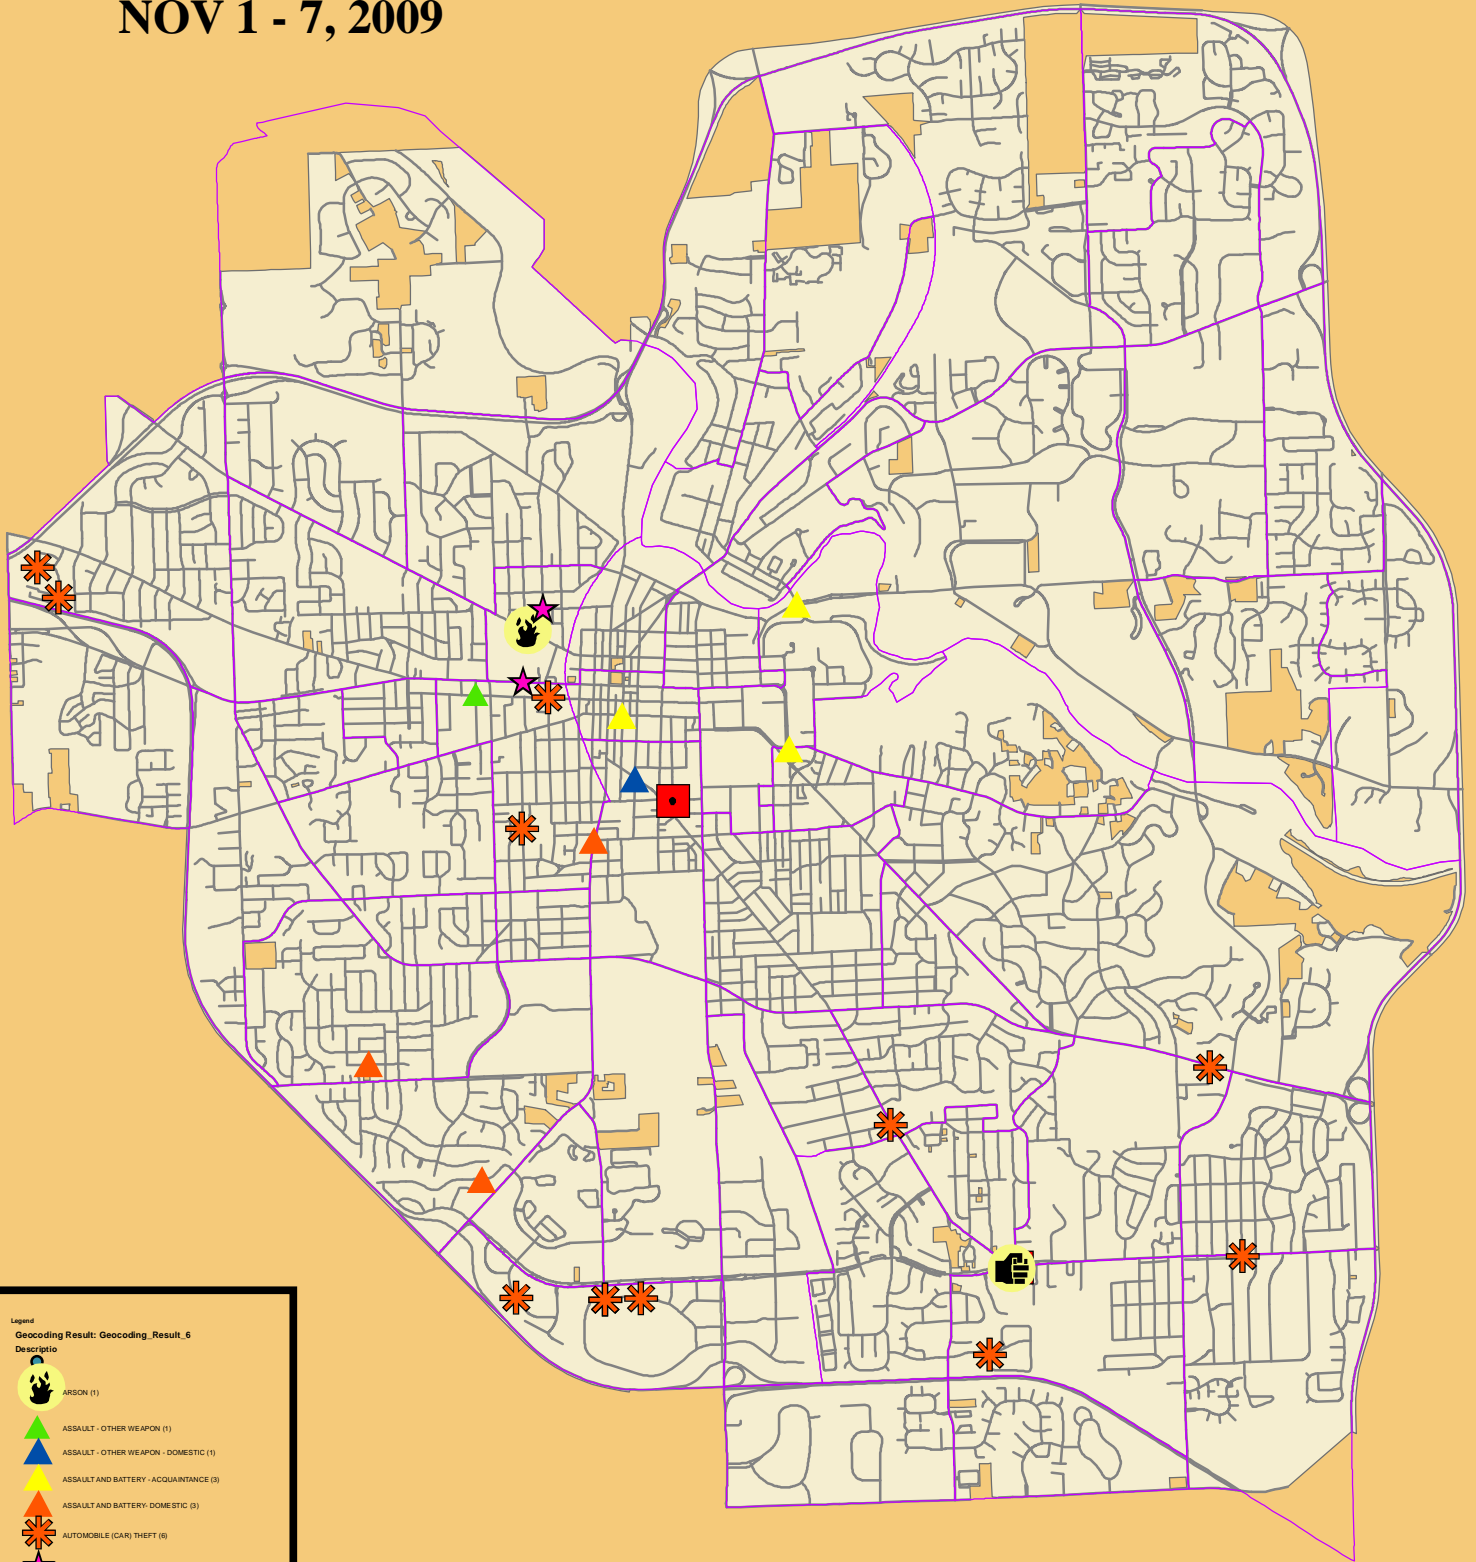 NOV 1 - 7, 2009
Legend
Geocoding Result: Geocoding_Result_6
Descriptio
ARSON (1)
ASSAULT - OTHER WEAPON (1)
ASSAULT - OTHER WEAPON - DOMESTIC (1)
ASSAULT AND BATTERY - ACQUAINTANCE (3)
ASSAULT AND BATTERY- DOMESTIC (3)
AUTOMOBILE (CAR) THEFT (6)